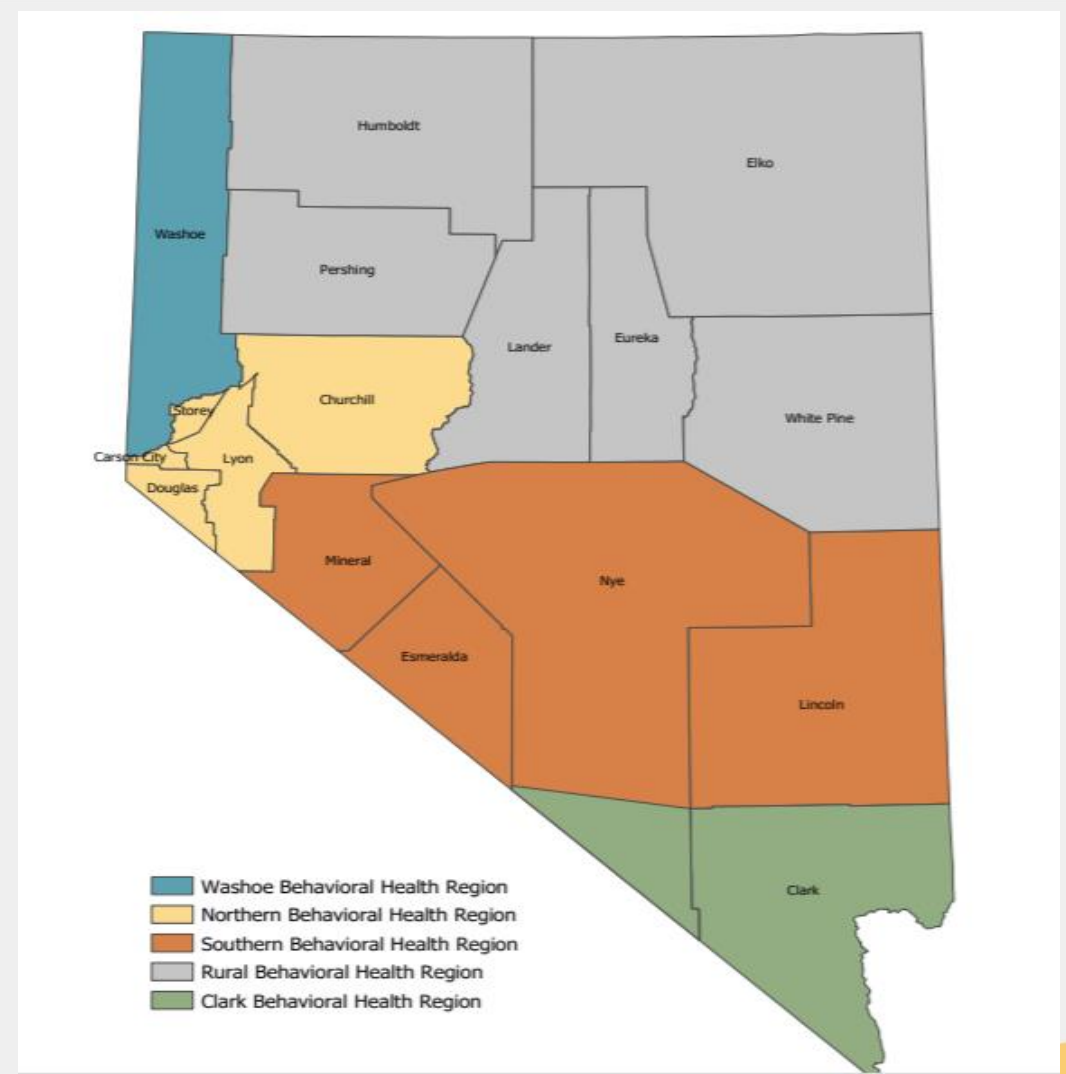 Humboldt
Elko
Washoe
Pershing
Eureka
Lander
Churchill
Storey
White Pine
Carson City
Lyon
Douglas
Mineral
Nye
Esmeralda
Lincoln
Clark
Washoe Behavioral Health Region
Northern Behavioral Health Region
Southern Behavioral Health Region
Rural Behavioral Health Region
Clark Behavioral Health Region